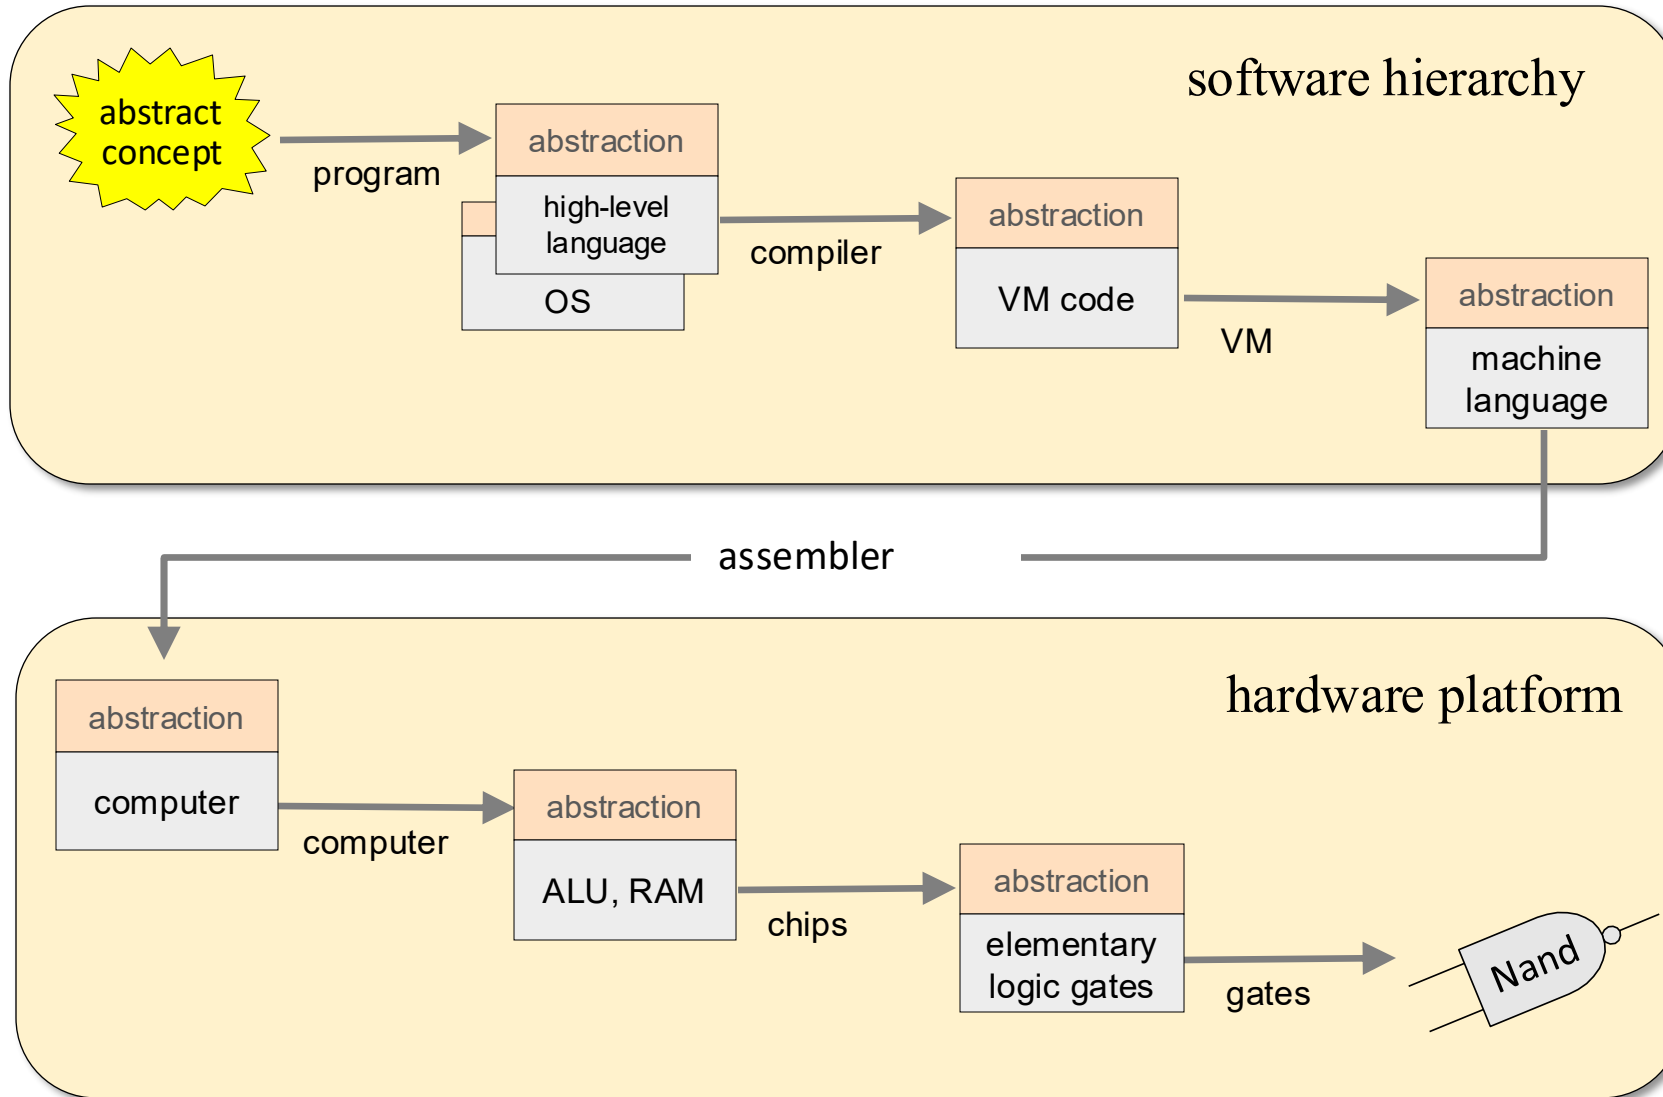 software hierarchy
abstract
concept
program
abstraction
high-level
language
OS
compiler
abstraction
VM code
VM
abstraction
machine
language
assembler
hardware platform
abstraction
computer
computer
abstraction
ALU, RAM
chips
abstraction
elementary
logic gates
gates
Nand